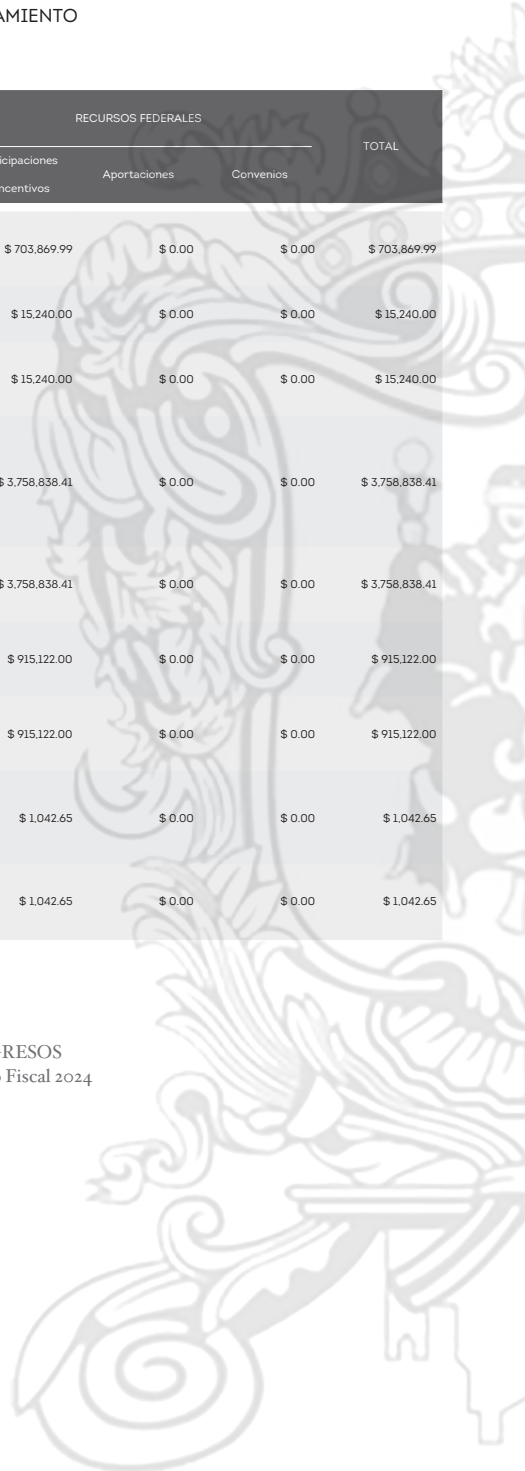 AMIENTO
RECURSOS FEDERALES
TOTAL
icipaciones
ncentivos
Aportaciones
Convenios
$ 703,869.99 $ 0.00 $ 0.00 $ 703,869.99
$ 15,240.00 $ 0.00 $ 0.00 $ 15,240.00
$ 15,240.00 $ 0.00 $ 0.00 $ 15,240.00
$ 3,758,838.41 $ 0.00 $ 0.00 $ 3,758,838.41
$ 3,758,838.41 $ 0.00 $ 0.00 $ 3,758,838.41
$ 915,122.00 $ 0.00 $ 0.00 $ 915,122.00
$ 915,122.00 $ 0.00 $ 0.00 $ 915,122.00
$ 1,042.65 $ 0.00 $ 0.00 $ 1,042.65
$ 1,042.65 $ 0.00 $ 0.00 $ 1,042.65
GRESOS
o Fiscal 2024